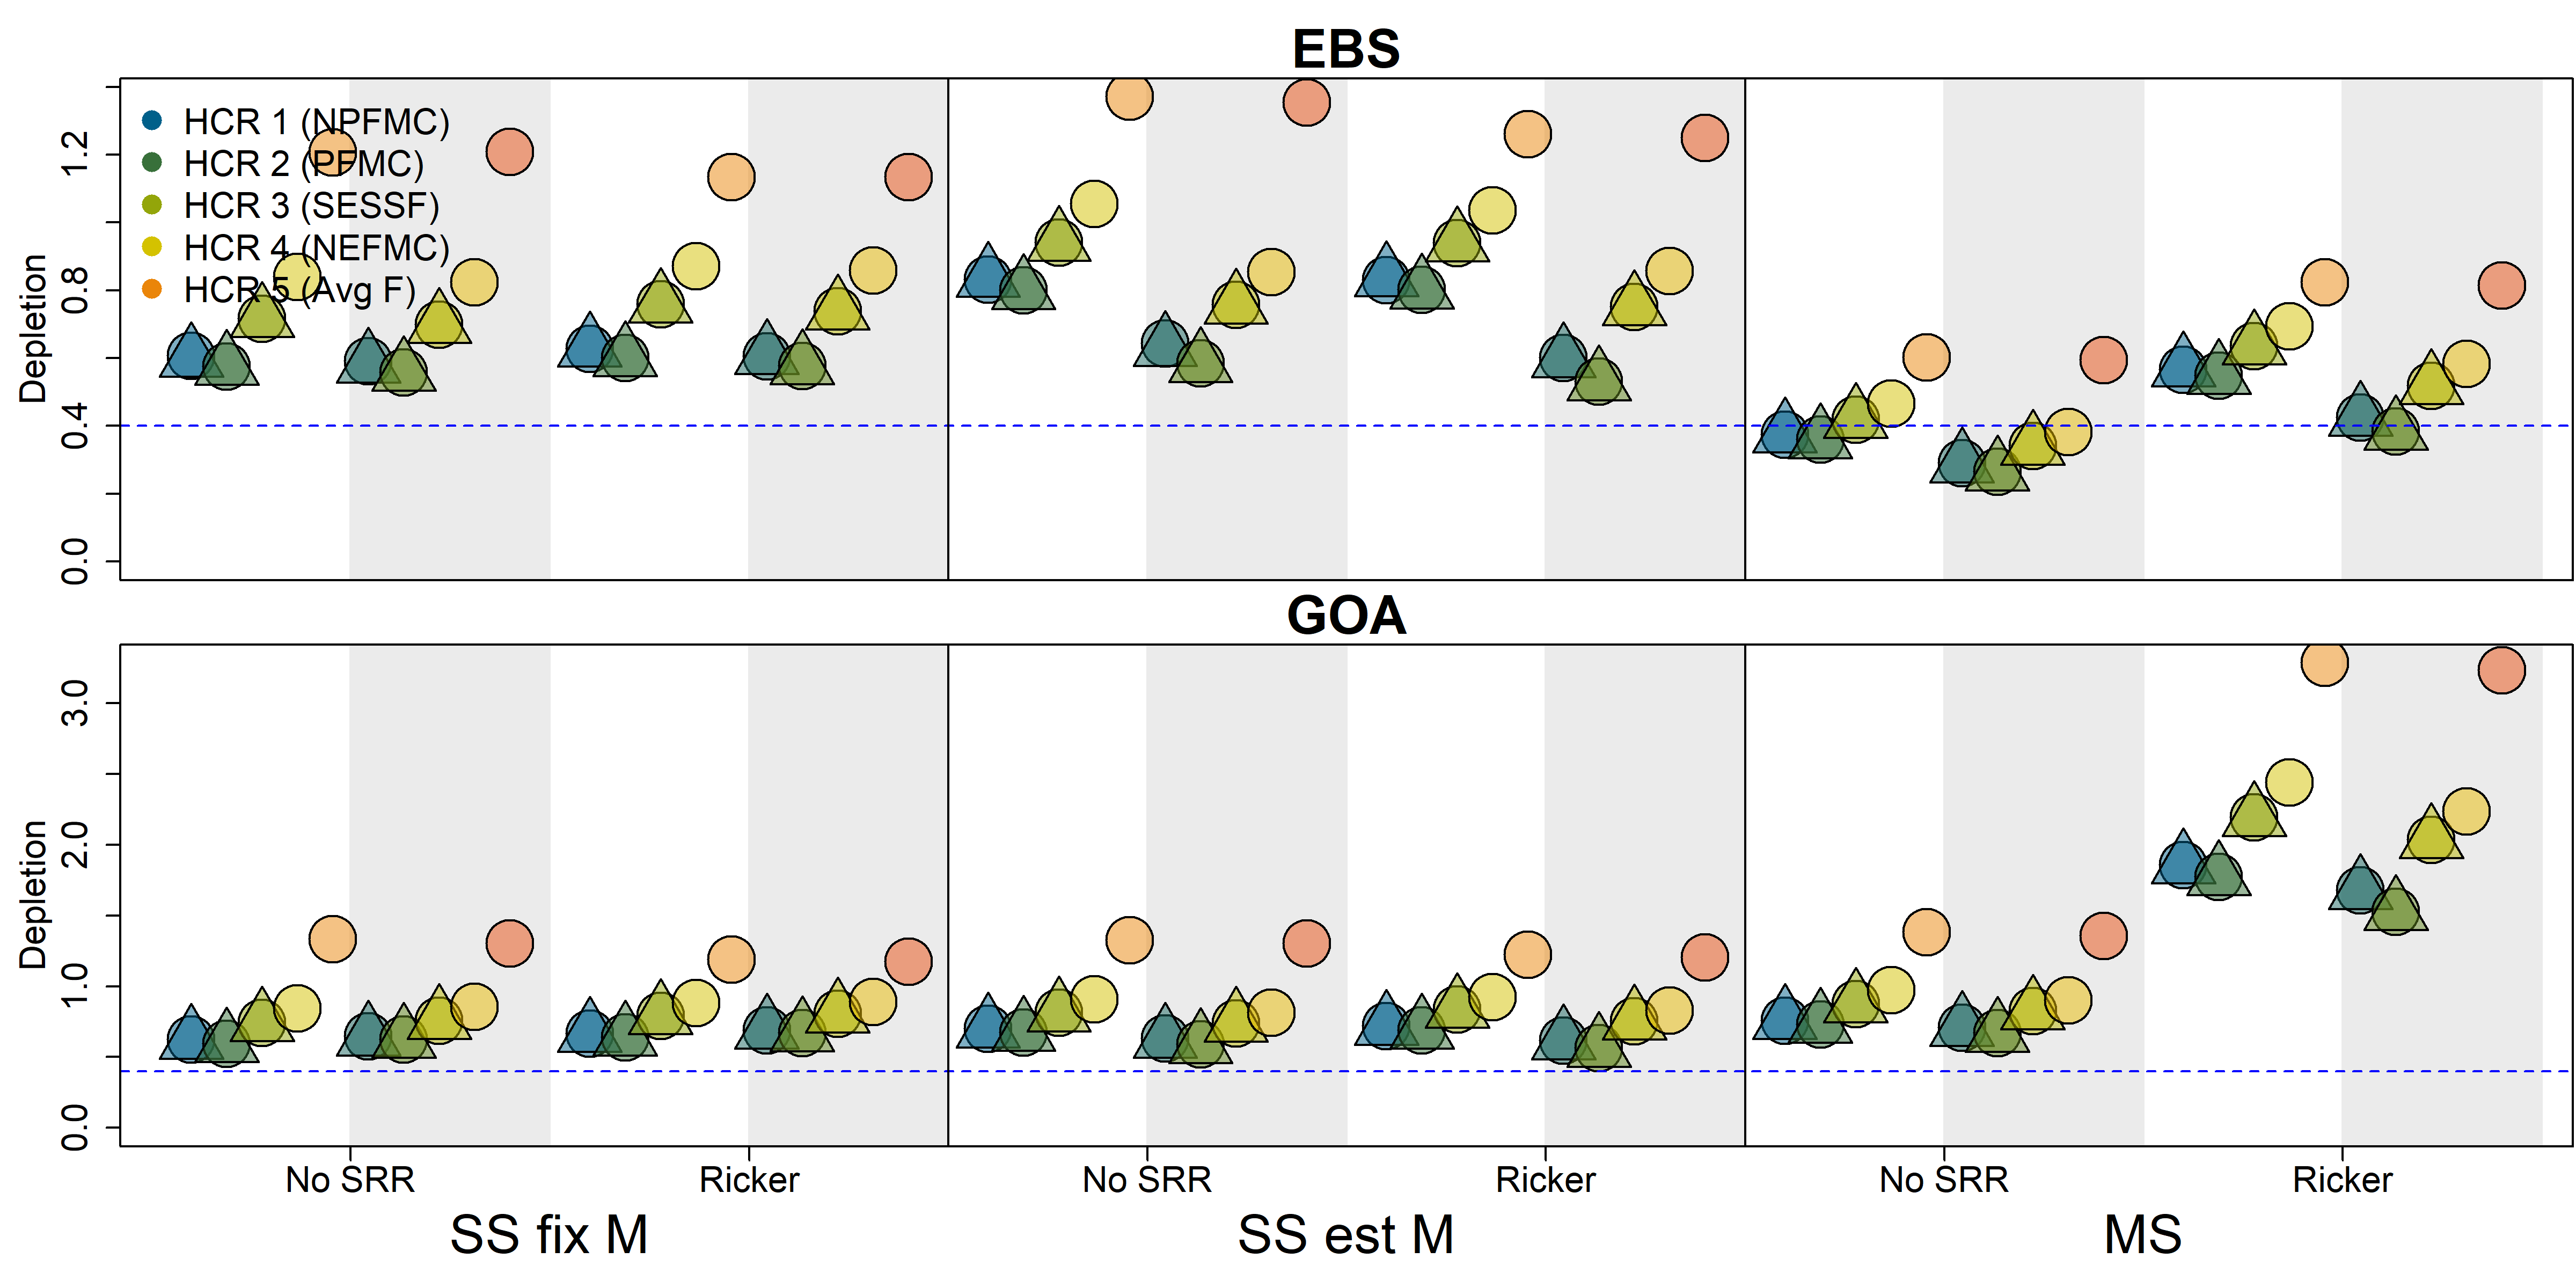 EBS
HCR 1 (NPFMC)
HCR 2 (PFMC)
HCR 3 (SESSF)
HCR 4 (NEFMC)
HCR 5 (Avg F)
Depletion
1.2
0.8
0.4
0.0
GOA
Depletion
3.0
2.0
1.0
0.0
No SRR Ricker No SRR Ricker No SRR Ricker
SS fix M SS est M MS